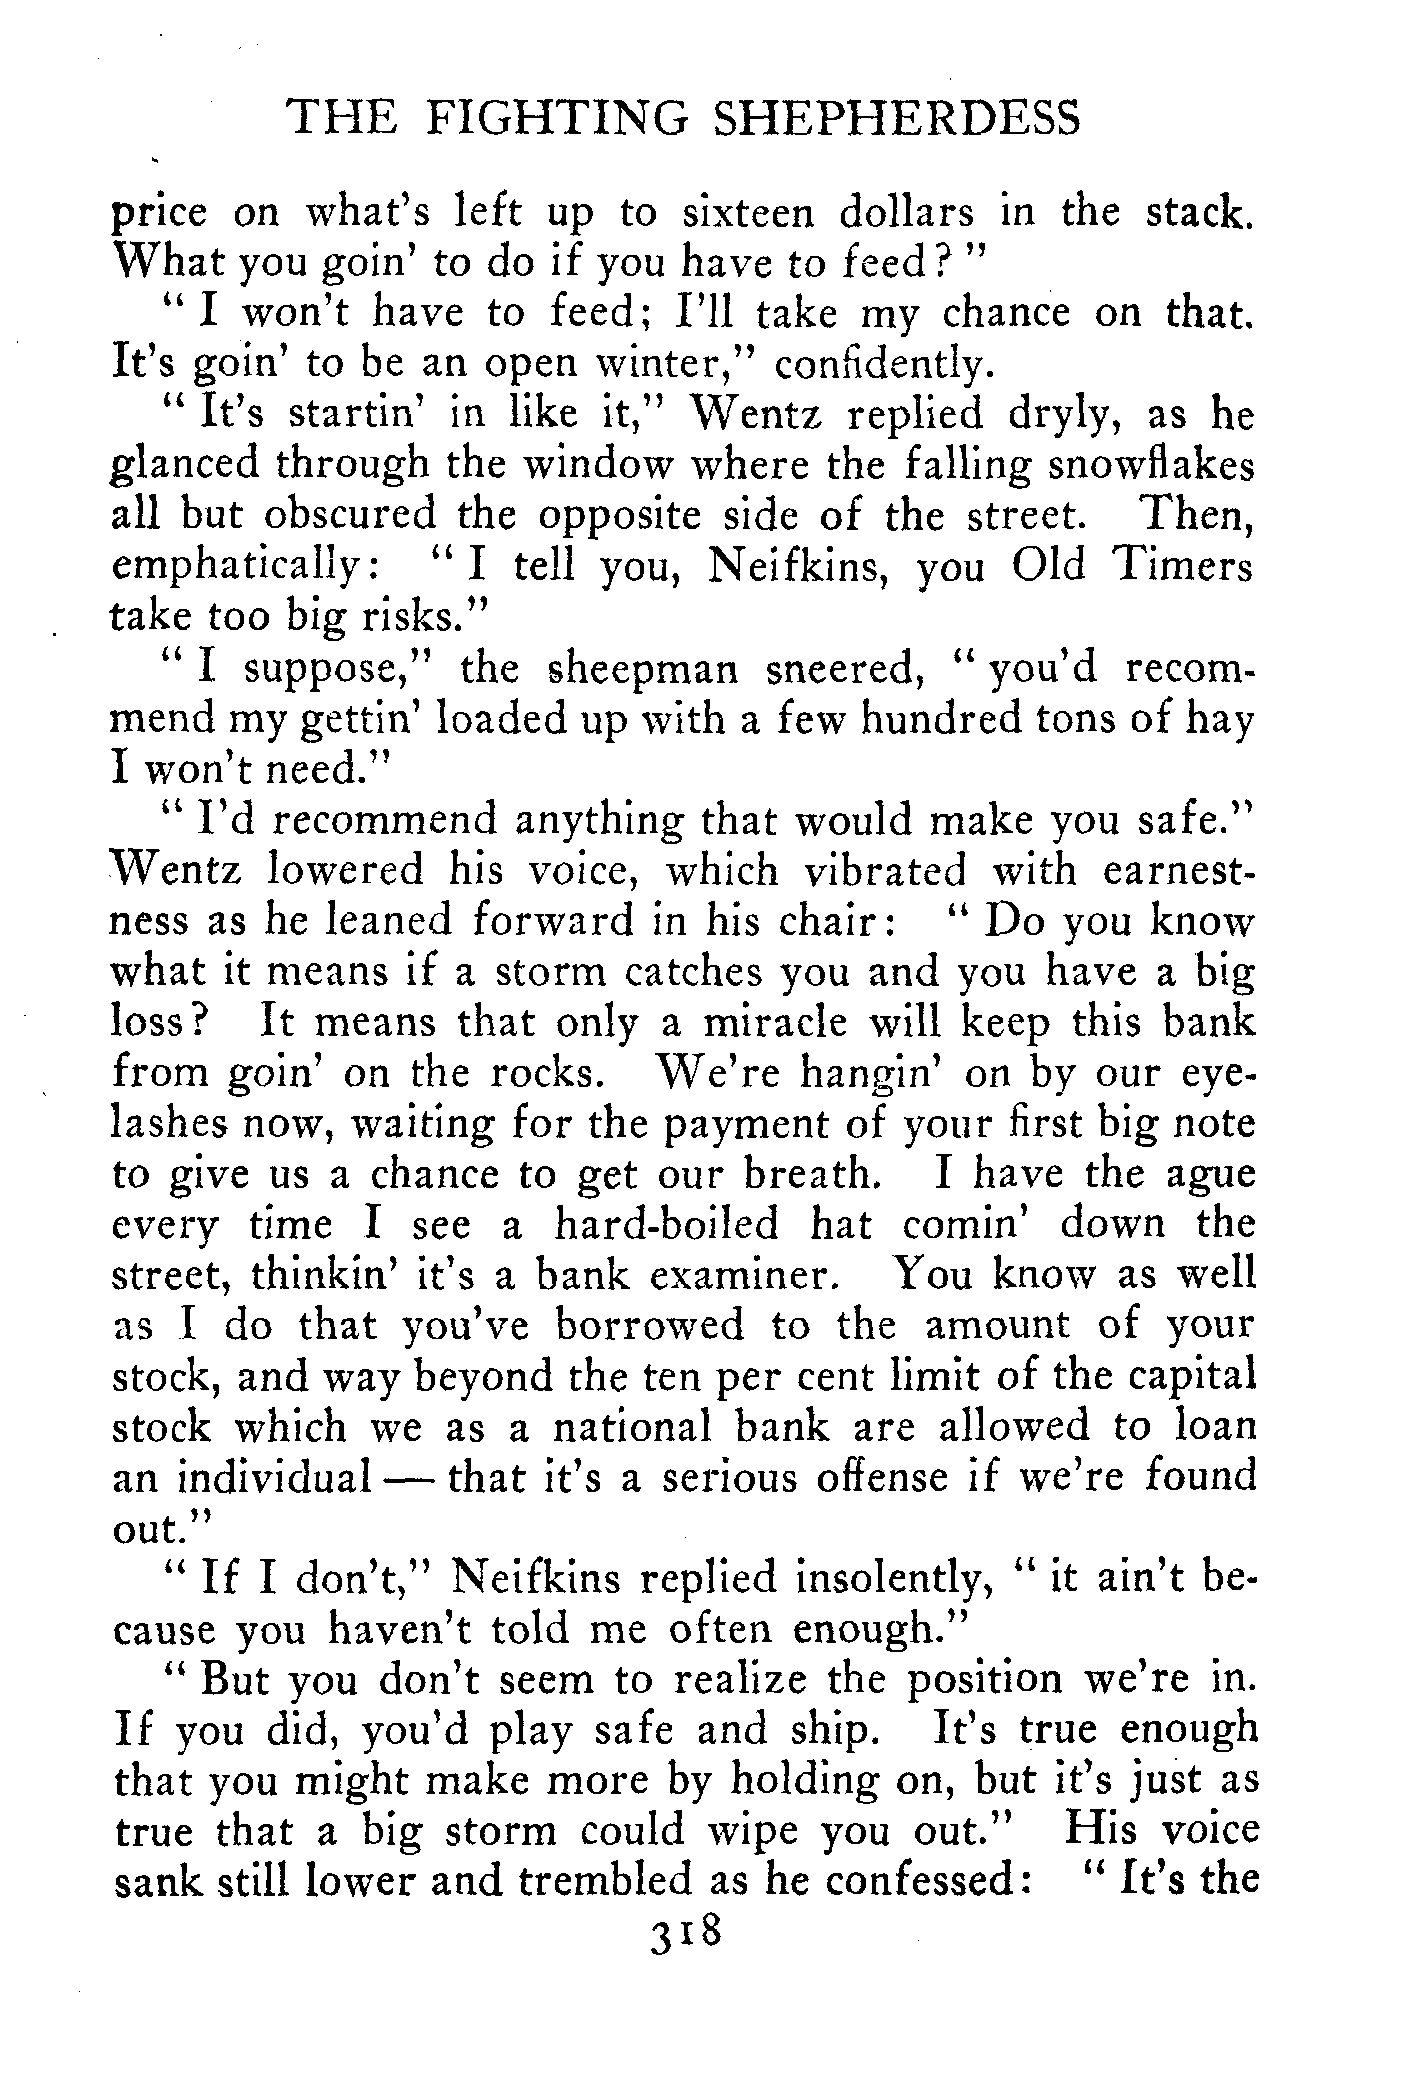 THE FIGHTING SHEPHERDESS
price on what's left up to sixteen dollars in the stack.
What you goin' to do if you have to feed? "
" I won't have to feed; I'll take my chance on that.
It's goin' to be an open winter," confidently.
" It's startin' in like it," Wentz replied dryly, as he
glanced through the window where the falling snowflakes
all but obscured the opposite side of the street. Then,
emphatically: " I tell you, Neifkins, you Old Timers
take too big risks."
" I suppose," the sheepman sneered, " you'd recom-
mend my gettin' loaded up with a few hundred tons of hay
I won't need."
" I'd recommend anything that would make you safe."
Wentz lowered his voice, which vibrated with earnest-
ness as he leaned forward in his chair: " Do you know
what it means if a storm catches you and you have a big
loss? It means that only a miracle will keep this bank
from goin' on the rocks. We're hangin' on by our eye-
lashes now, waiting for the payment of your first big note
to give us a chance to get our breath. I have the ague
every time I see a hard-boiled hat comin' down the
street, thinkin' it's a bank examiner. You know as well
as I do that you've borrowed to the amount of your
stock, and way beyond the ten per cent limit of the capital
stock which we as a national bank are allowed to loan
an individual — that it's a serious offense if we're found
out."
" If I don't," Neifkins replied insolently, " it ain't be-
cause you haven't told me often enough."
" But you don't seem to realize the position we're in.
If you did, you'd play safe and ship. It's true enough
that you might make more by holding on, but it's just as
true that a big storm could wipe you out." His voice
sank still lower and trembled as he confessed: " It's the
318